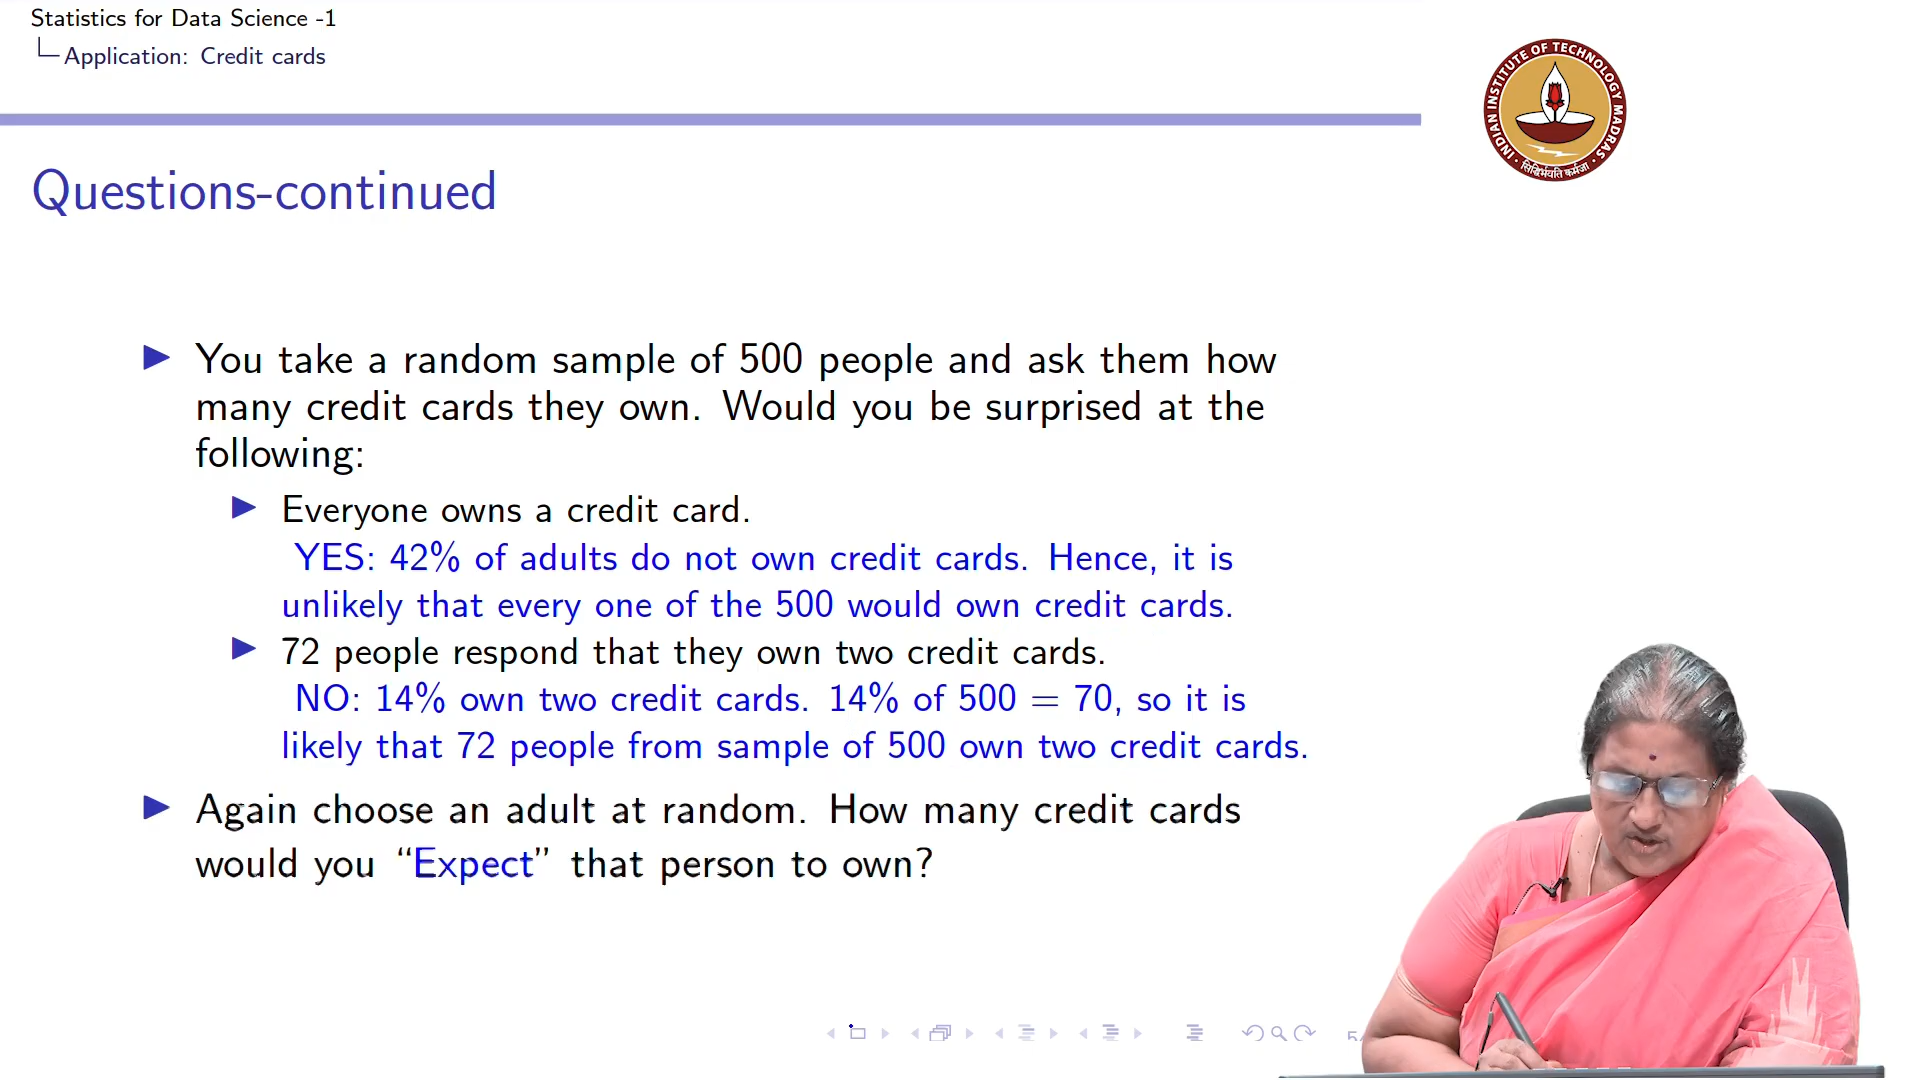 Statistics for Data Science -1
Application: Credit cards
INDIAN INSTITUTE OF TECHNOLOGY MADRAS
सिद्धिर्भवति कर्मजा
Questions-continued
You take a random sample of 500 people and ask them how
many credit cards they own. Would you be surprised at the
following:
Everyone owns a credit card.
YES: 42% of adults do not own credit cards. Hence, it is
unlikely that every one of the 500 would own credit cards.
72 people respond that they own two credit cards.
NO: 14% own two credit cards. 14% of 500 = 70, so it is
likely that 72 people from sample of 500 own two credit cards.
Again choose an adult at random. How many credit cards
would you “Expect” that person to own?